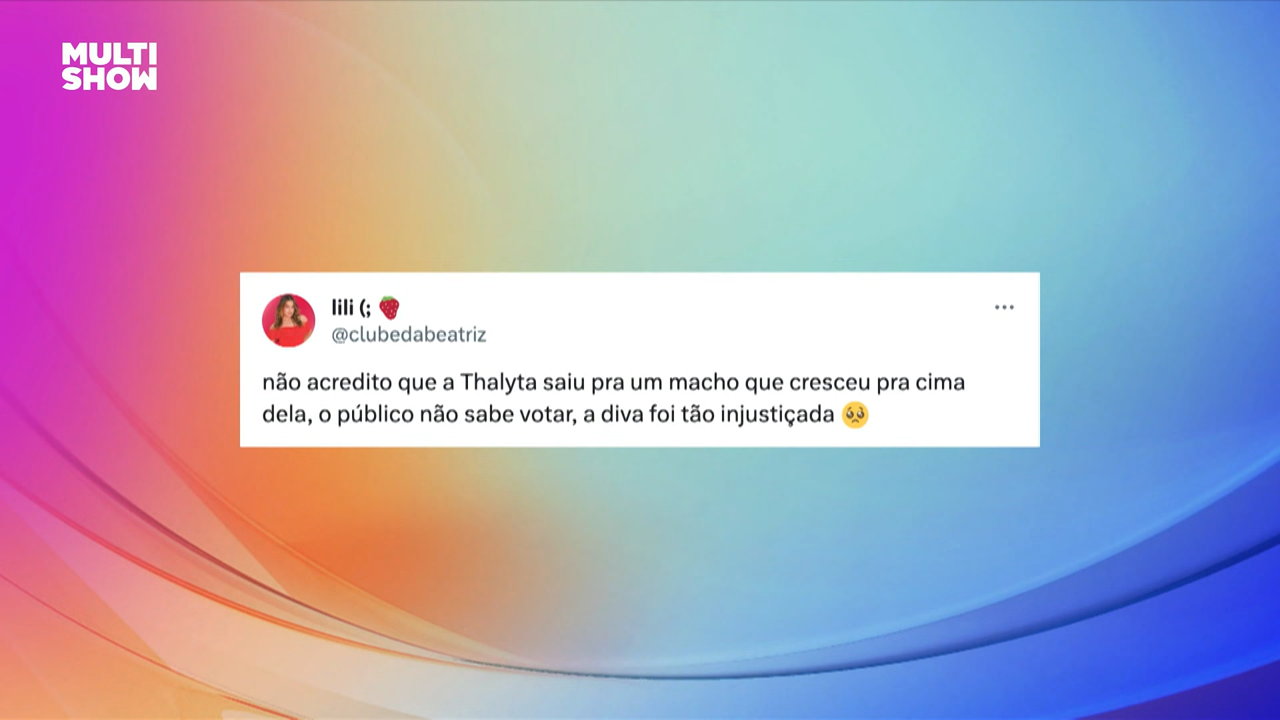 MULTI
SHOW
lili (; 🍓
@clubedabeatriz
não acredito que a Thalyta saiu pra um macho que cresceu pra cima
dela, o público não sabe votar, a diva foi tão injustiçada 🥺